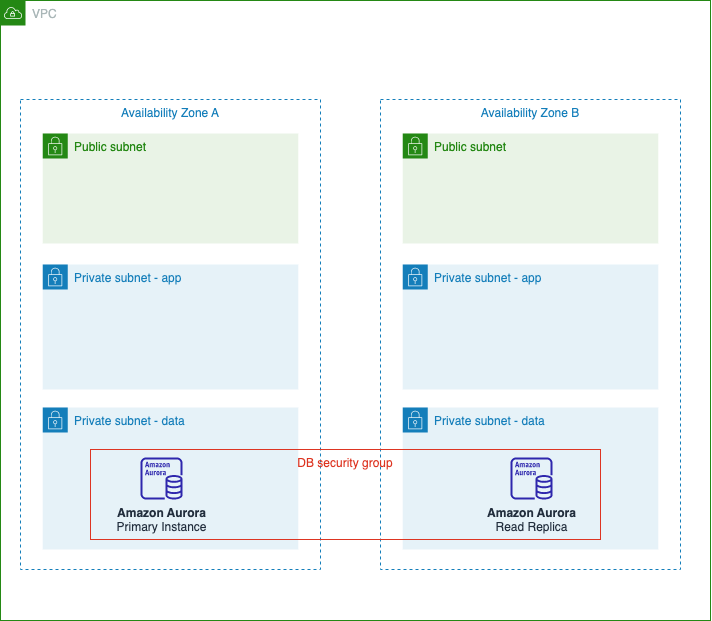 VPC
Availability Zone A
Availability Zone B
Public subnet
Public subnet
Private subnet - app
Private subnet - app
Private subnet - data
Private subnet - data
DB security group
Amazon
Aurora
Amazon
Aurora
Amazon Aurora
Primary Instance
Amazon Aurora
Read Replica